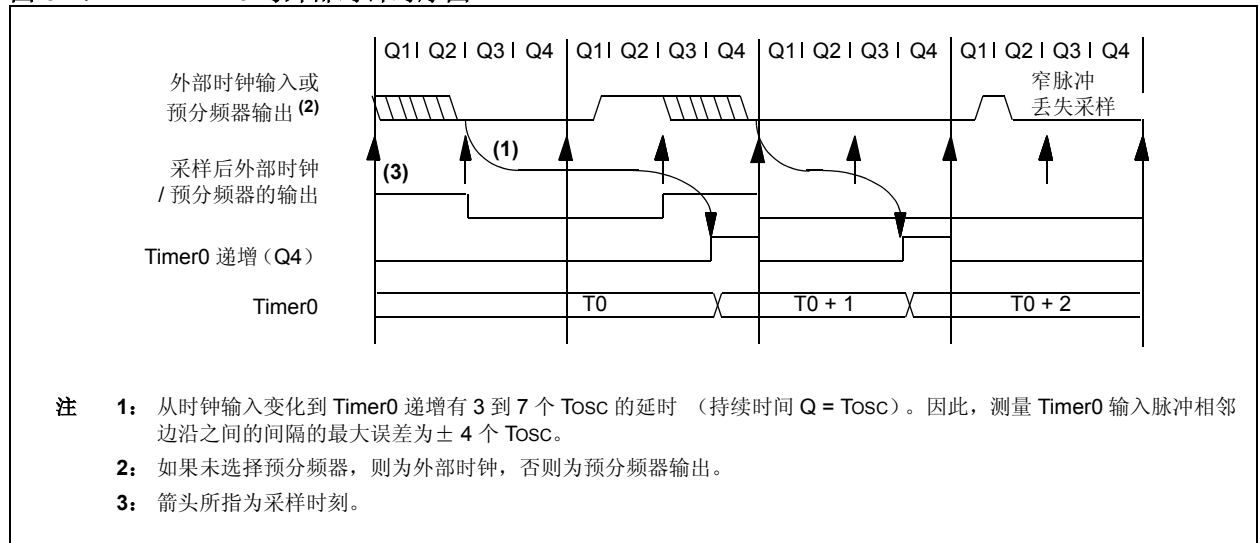 Q1 | Q2 | Q3 | Q4 Q1 | Q2 | Q3 | Q4 Q1 | Q2 | Q3 | Q4 Q1 | Q2 | Q3 | Q4
外部时钟输入或
预分频器输出 (2)
窄脉冲
丢失采样
(1)
采样后外部时钟
/ 预分频器的输出
(3)
Timer0 递增（Q4）
Timer0
T0 T0 + 1 T0 + 2
注 1： 从时钟输入变化到 Timer0 递增有 3 到 7 个 TOSC 的延时 （持续时间 Q = TOSC）。因此，测量 Timer0 输入脉冲相邻
边沿之间的间隔的最大误差为± 4 个 TOSC。
2： 如果未选择预分频器，则为外部时钟，否则为预分频器输出。
3： 箭头所指为采样时刻。